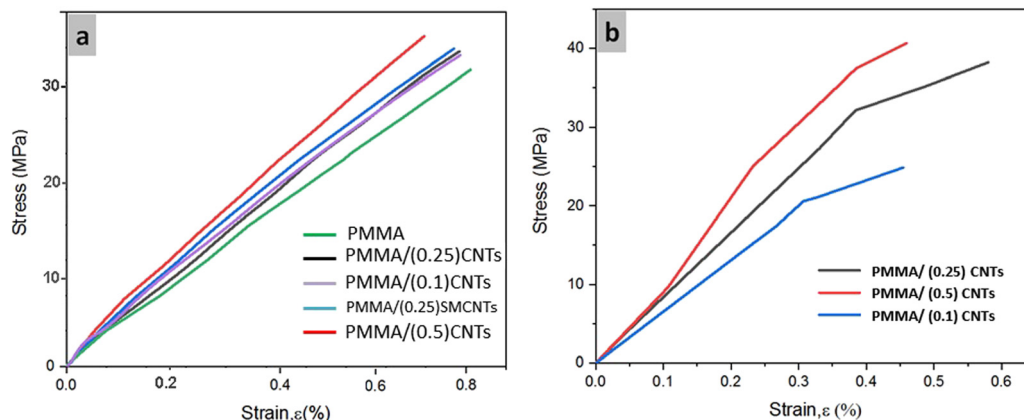 a
Stress (MPa)
30
20
10
0
0.0
0.2
0.4
0.6
0.8
Strain,ε(%)
PMMA
PMMA/(0.25)CNTs
PMMA/(0.1)CNTs
PMMA/(0.25)SMCNTs
PMMA/(0.5)CNTs
b
Stress (MPa)
40
30
20
10
0
0.0
0.1
0.2
0.3
0.4
0.5
0.6
Strain,ε (%)
PMMA/ (0.25) CNTs
PMMA/ (0.5) CNTs
PMMA/ (0.1) CNTs